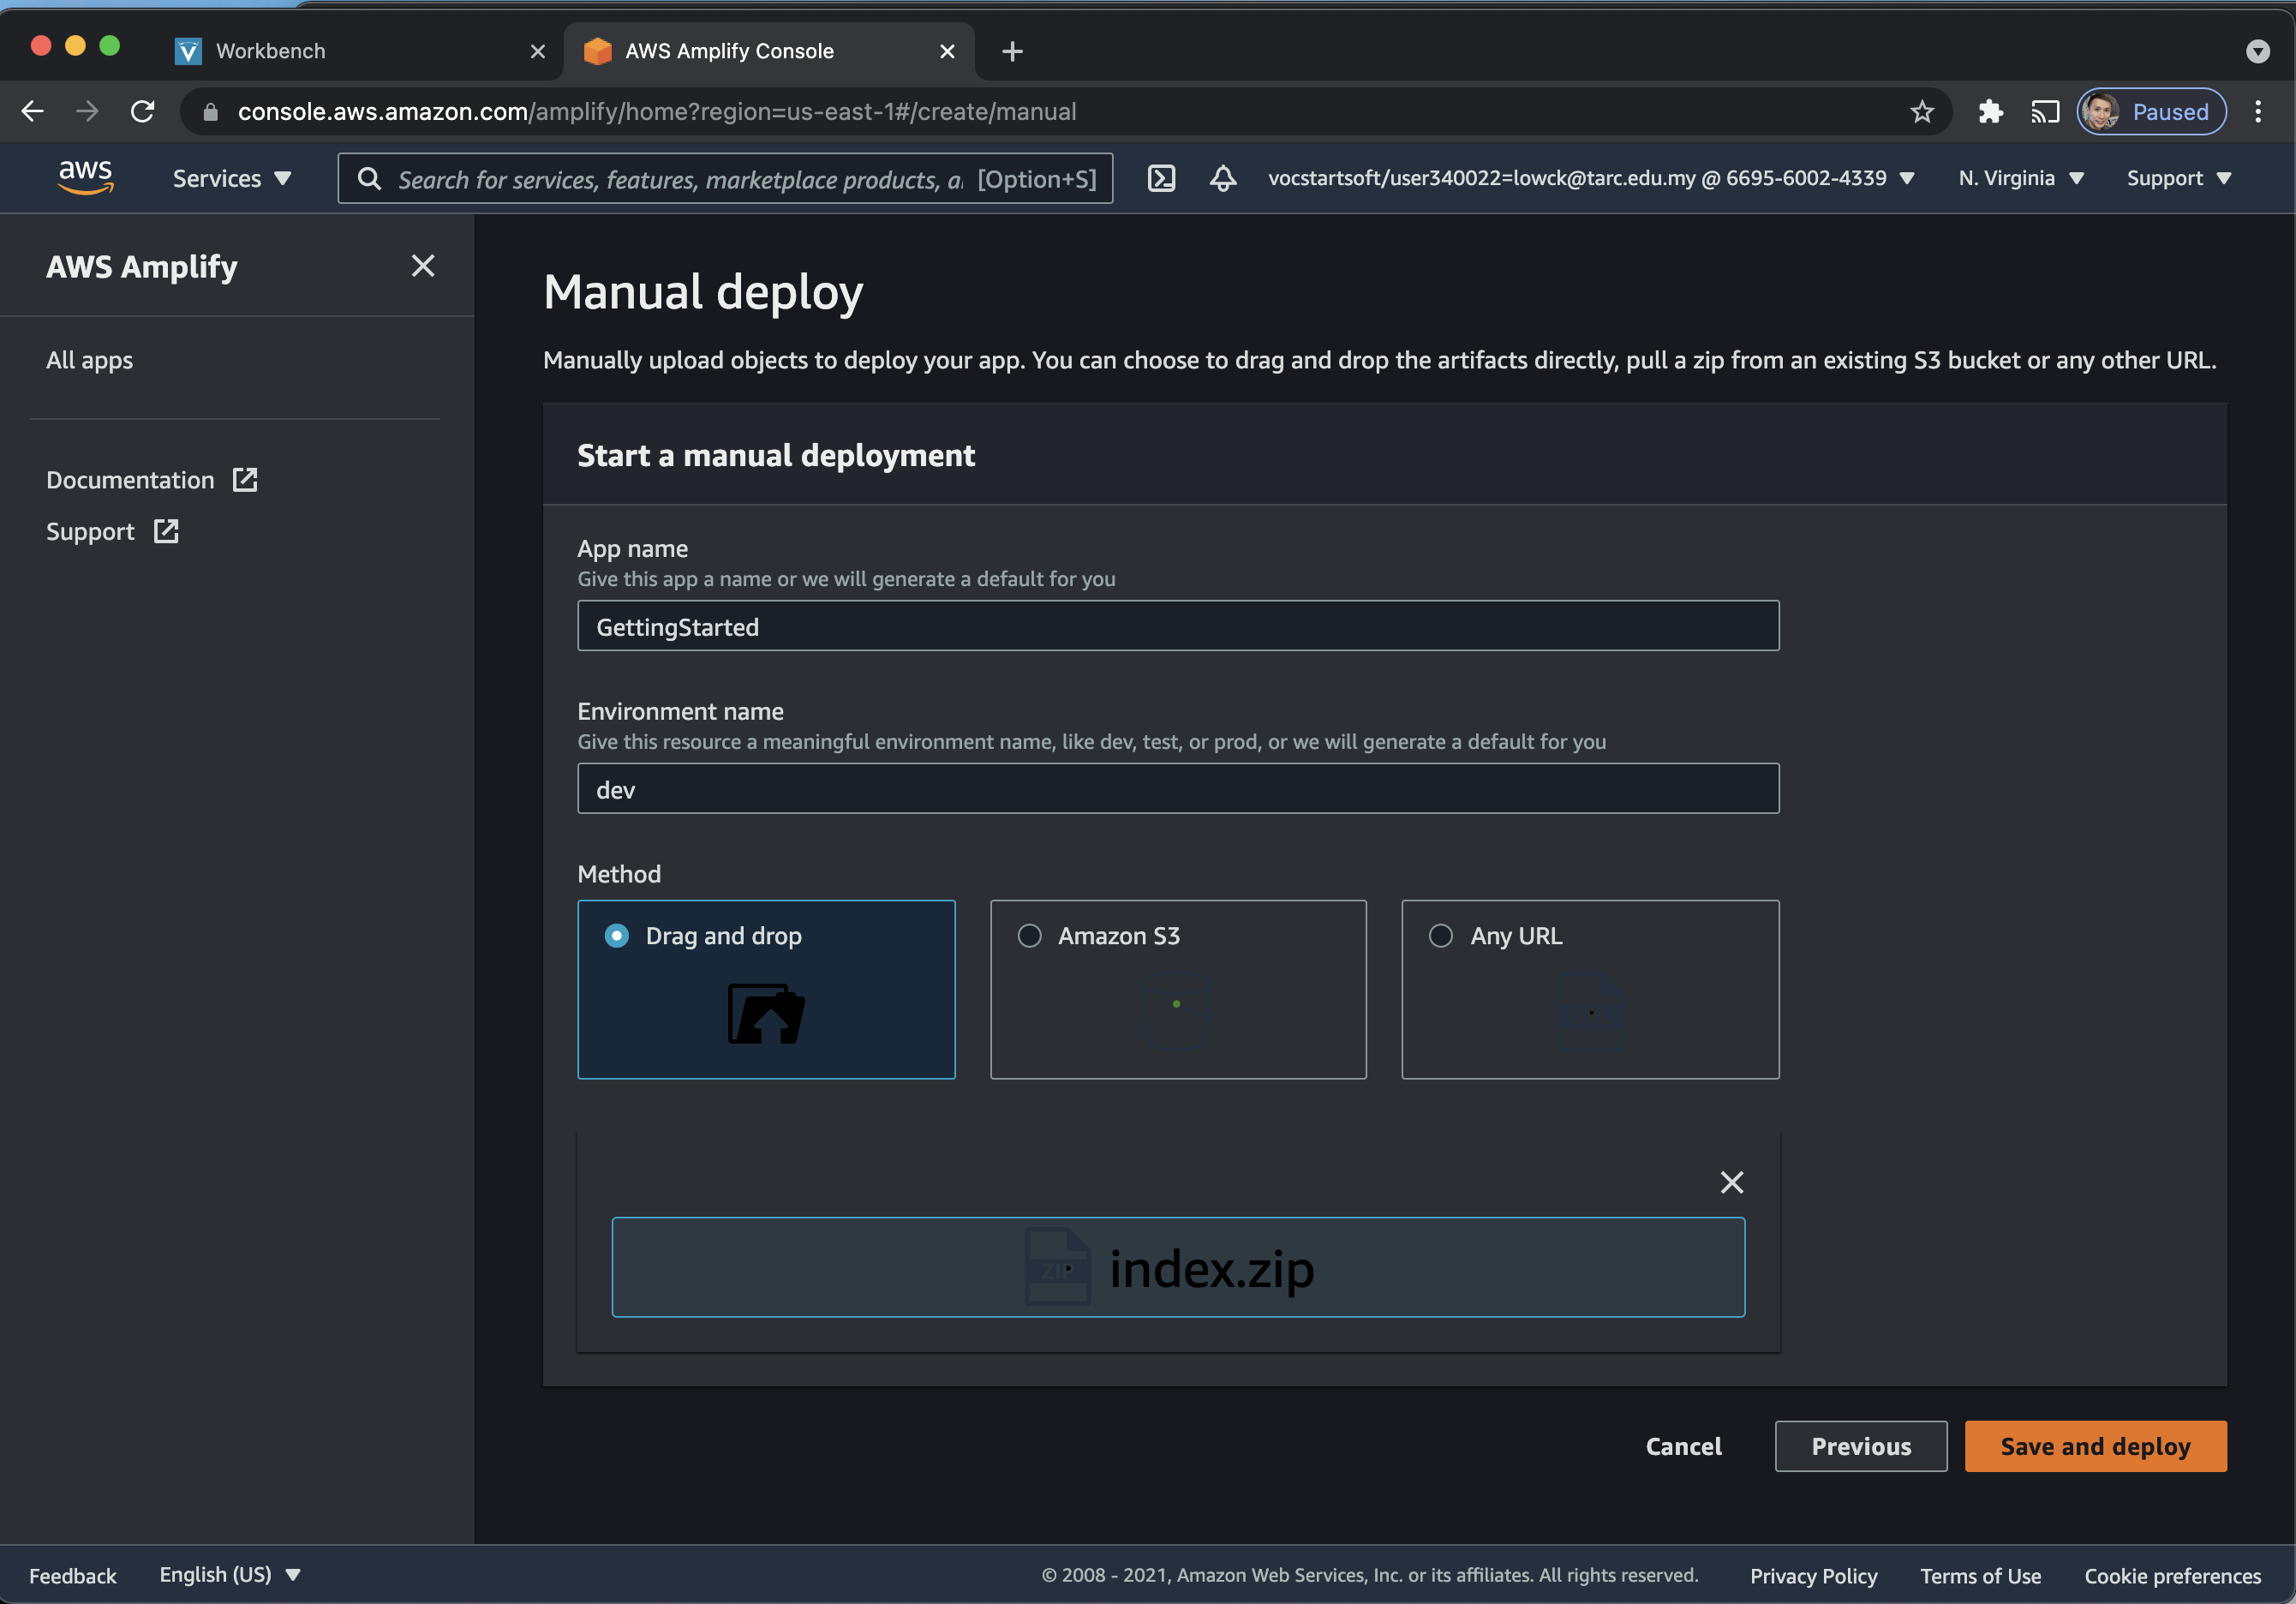 Workbench
AWS Amplify Console
console.aws.amazon.com/amplify/home?region=us-east-1#/create/manual
Paused
aws
Services
Search for services, features, marketplace products, a
[Option+S]
vocstartsoft/user340022=lowck@tarc.edu.my @ 6695-6002-4339
N. Virginia
Support
AWS Amplify
All apps
Documentation
Support
Manual deploy
Manually upload objects to deploy your app. You can choose to drag and drop the artifacts directly, pull a zip from an existing S3 bucket or any other URL.
Start a manual deployment
App name
Give this app a name or we will generate a default for you
GettingStarted
Environment name
Give this resource a meaningful environment name, like dev, test, or prod, or we will generate a default for you
dev
Method
Drag and drop
Amazon S3
Any URL
ZIP
index.zip
Cancel
Previous
Save and deploy
Feedback
English (US)
© 2008 - 2021, Amazon Web Services, Inc. or its affiliates. All rights reserved.
Privacy Policy
Terms of Use
Cookie preferences